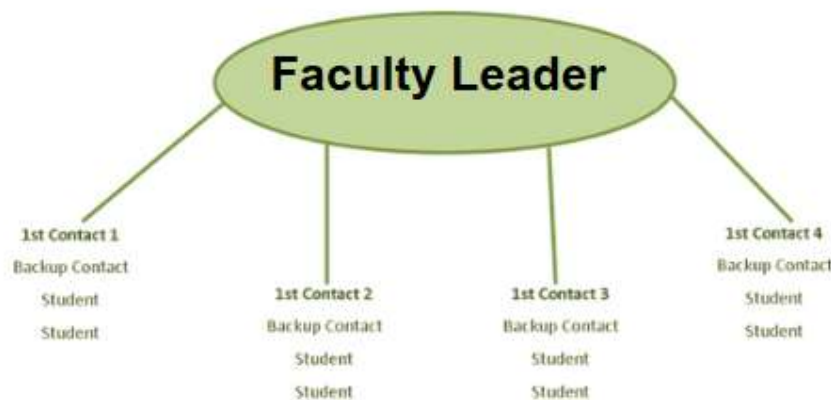 Faculty Leader
1st Contact 1
Backup Contact
Student
Student
1st Contact 2
Backup Contact
Student
Student
1st Contact 3
Backup Contact
Student
Student
1st Contact 4
Backup Contact
Student
Student